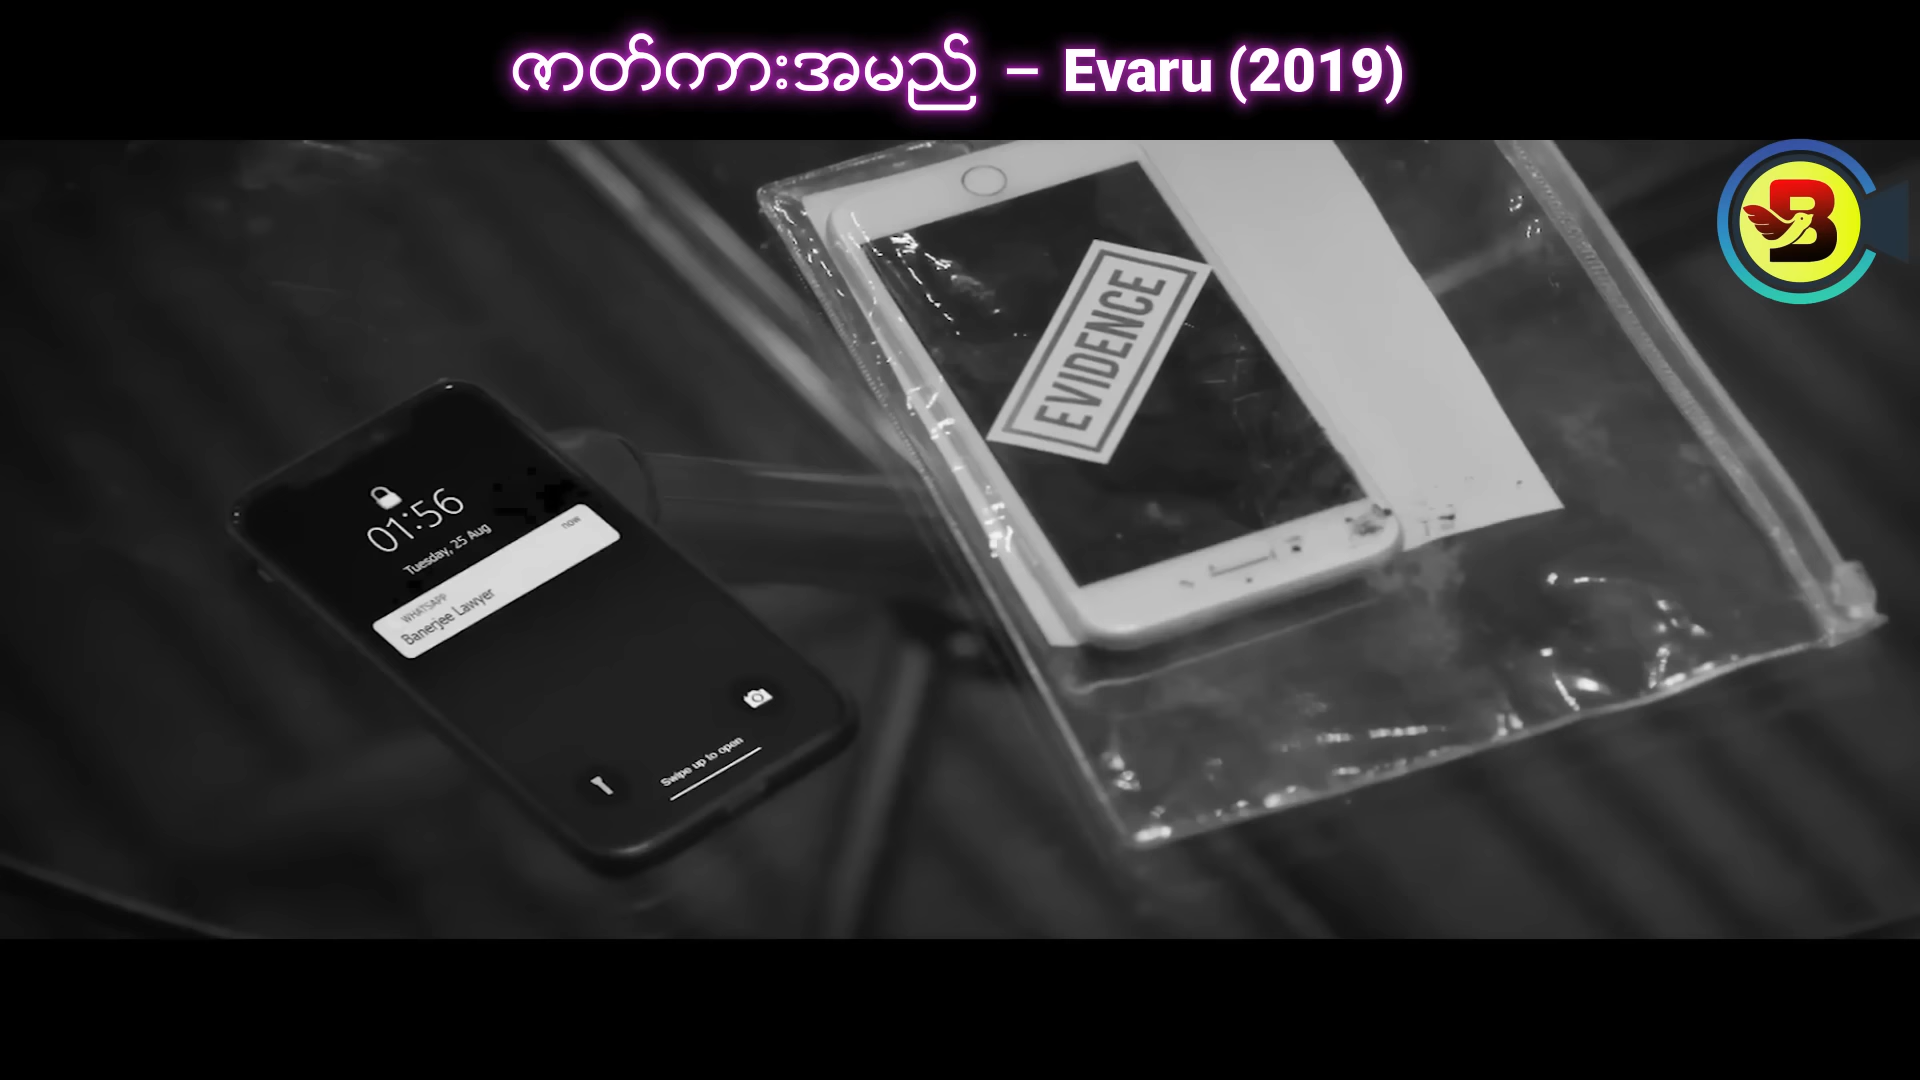 ဇာတ်ကားအမည် – Evaru (2019)
B
EVIDENCE
01:56
Tuesday, 25 Aug
WHATSAPP now
Banerjee Lawyer
Swipe up to open